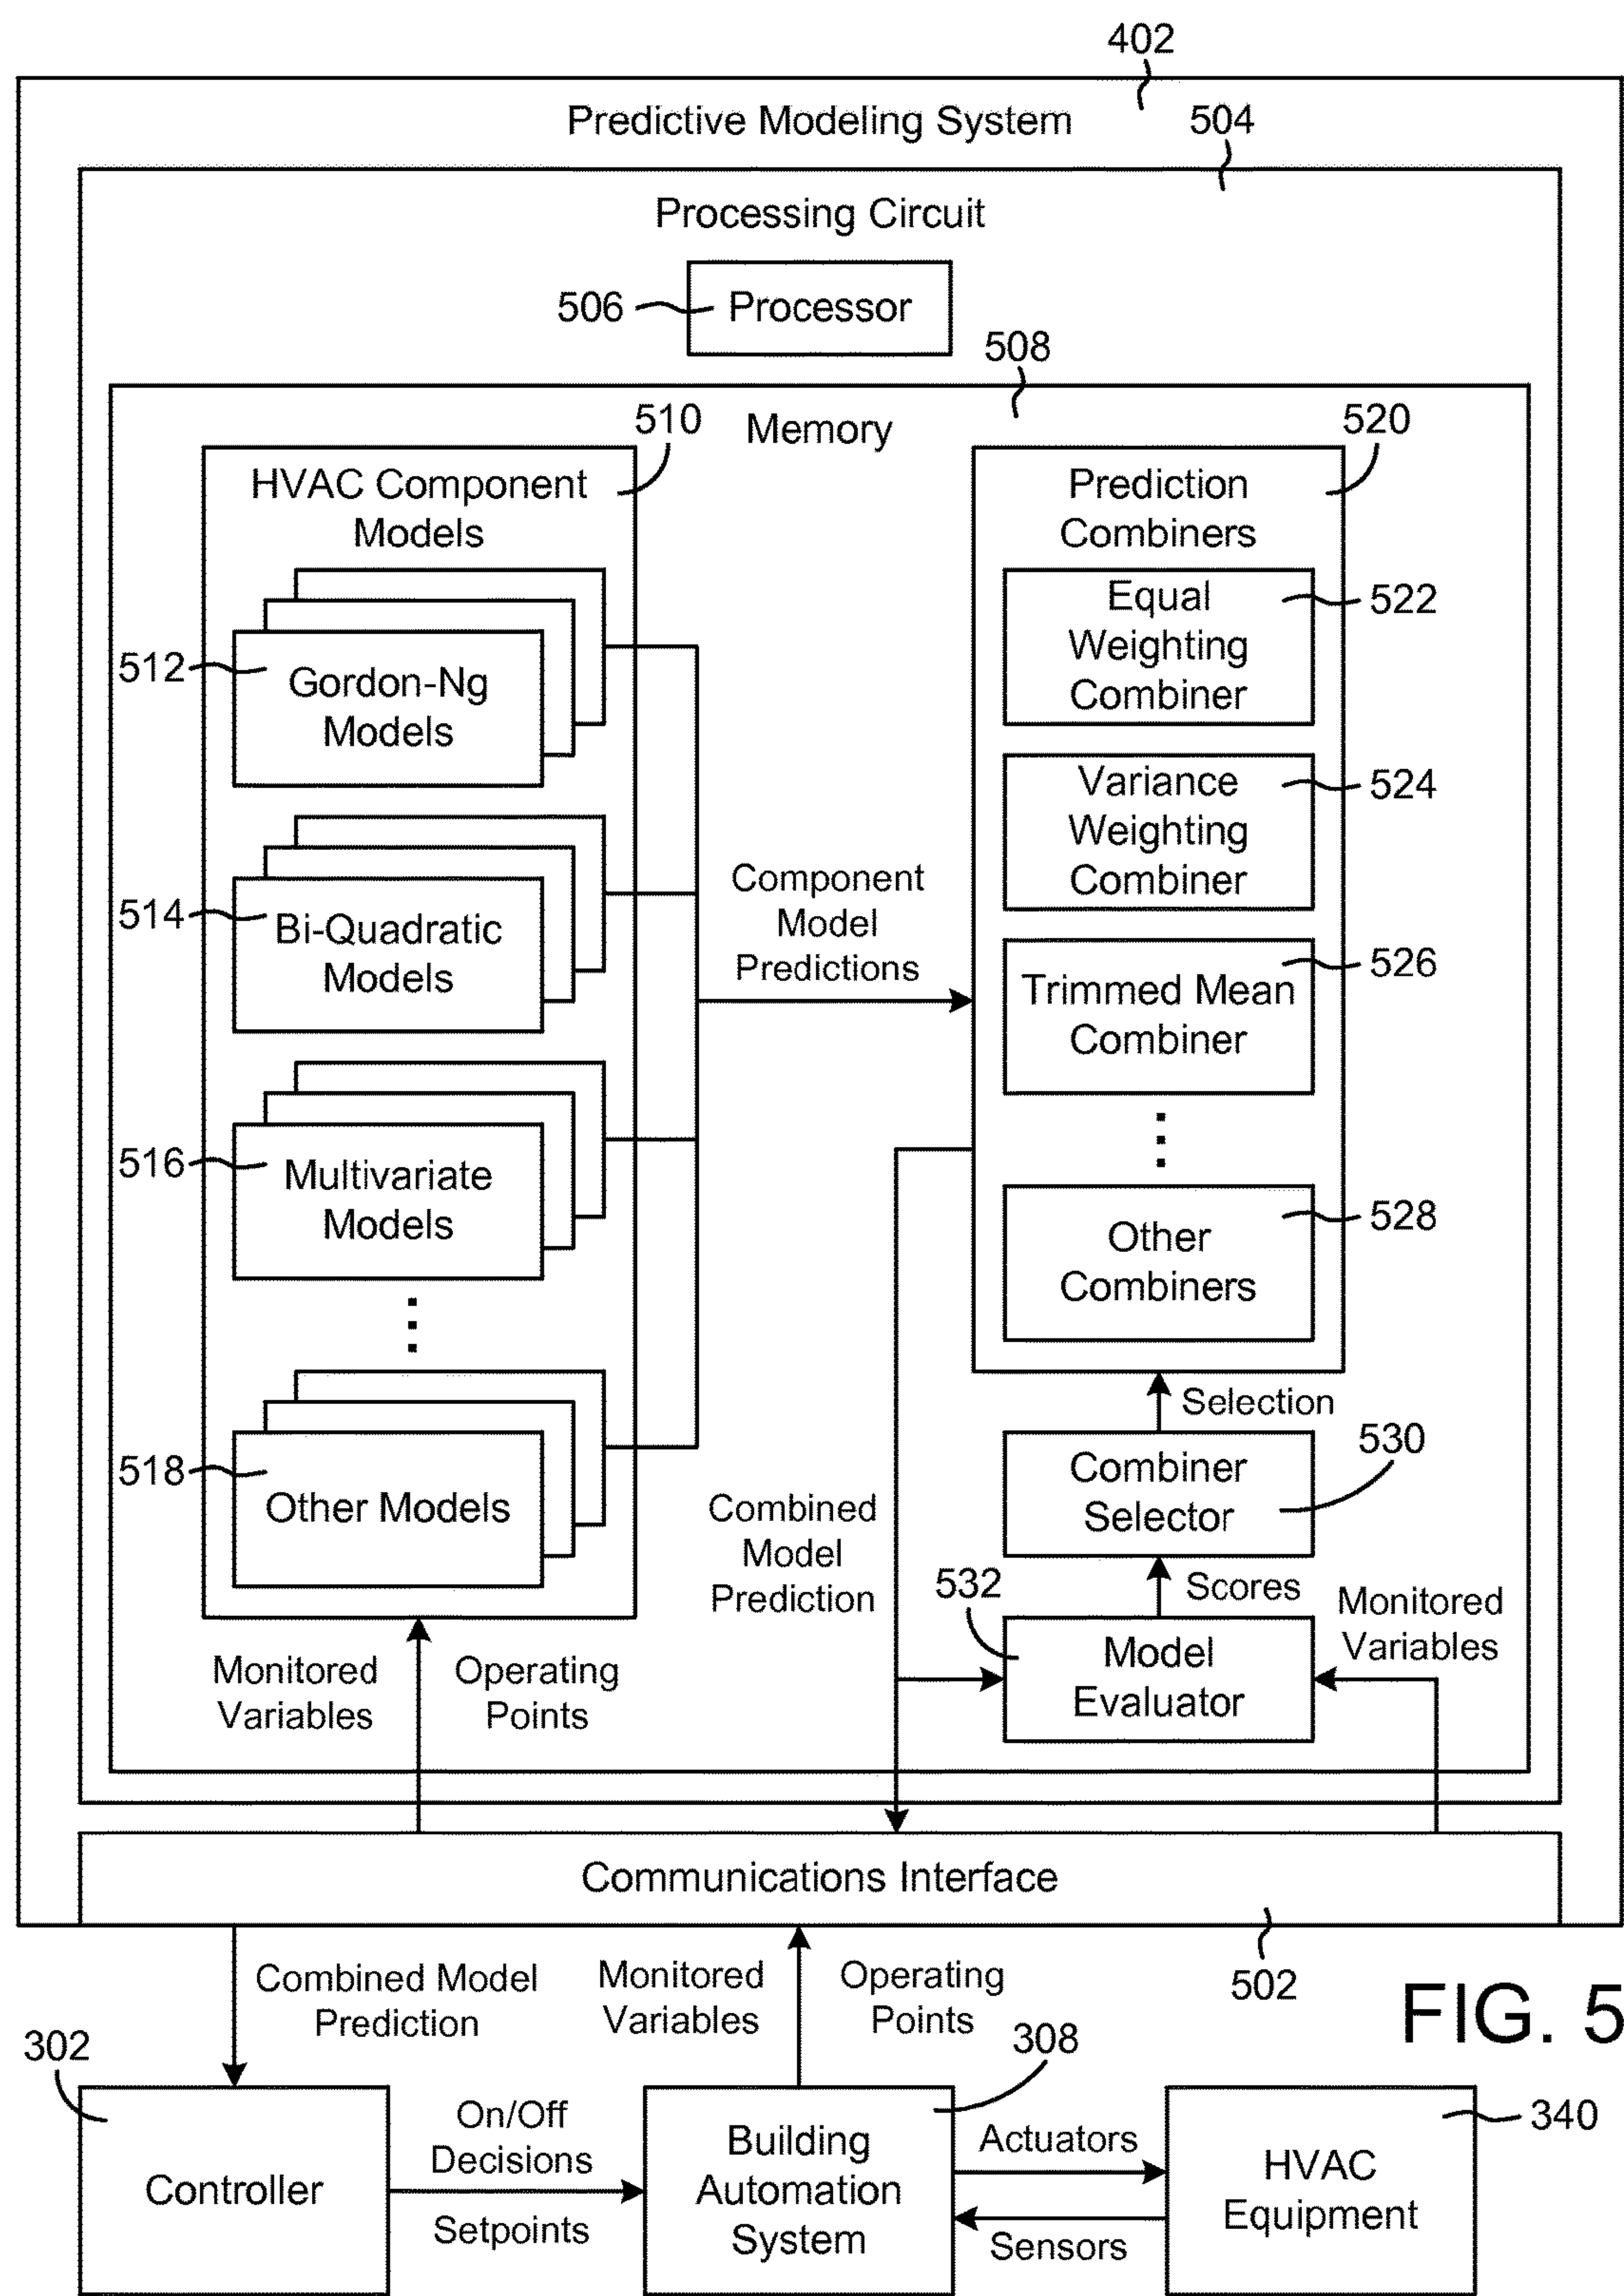 402
Predictive Modeling System
504
Processing Circuit
506
Processor
508
Memory
510
HVAC Component
Models
512
Gordon-Ng
Models
514
Bi-Quadratic
Models
516
Multivariate
Models
518
Other Models
Component
Model
Predictions
520
Prediction
Combiners
Equal
Weighting
Combiner
522
Variance
Weighting
Combiner
524
Trimmed Mean
Combiner
526
Other
Combiners
528
Selection
Combiner
Selector
530
Scores
532
Model
Evaluator
Monitored
Variables
Combined
Model
Prediction
Monitored
Variables
Operating
Points
Communications Interface
502
Combined Model
Prediction
Monitored
Variables
Operating
Points
FIG. 5
302
Controller
On/Off
Decisions
Setpoints
308
Building
Automation
System
Actuators
Sensors
HVAC
Equipment
340